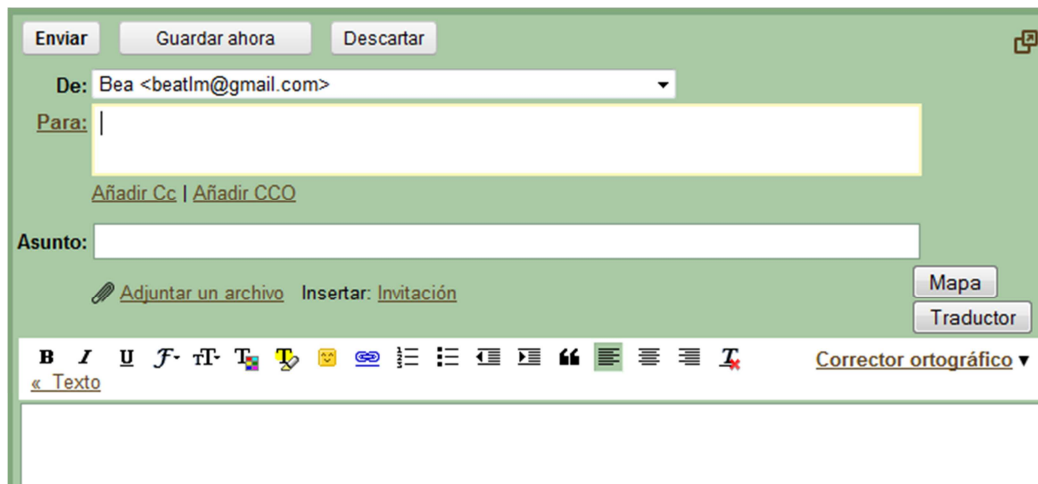 Enviar Guardar ahora Descartar
De: Bea <beatlm@gmail.com>
Para:
Añadir Cc | Añadir CCO
Asunto:
Adjuntar un archivo Insertar: Invitación
Mapa
Traductor
B I U F T T T Corrector ortográfico
« Texto